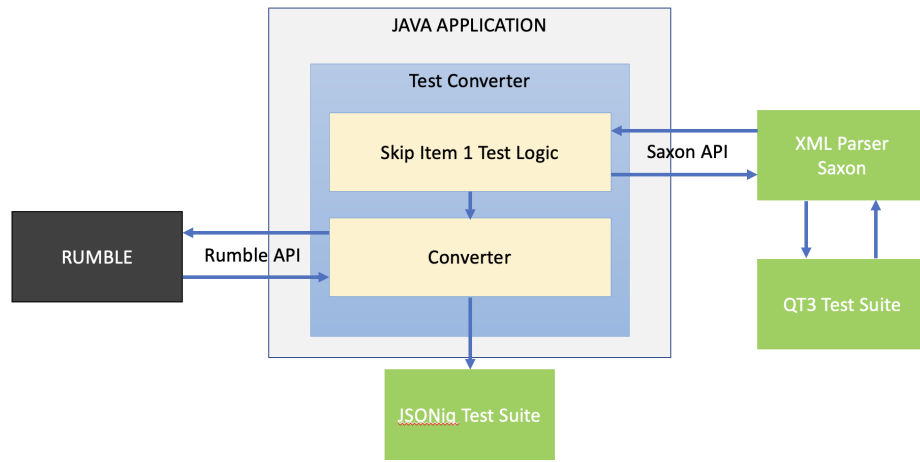 JAVA APPLICATION
Test Converter
Skip Item 1 Test Logic
Saxon API
XML Parser
Saxon
RUMBLE
Rumble API
Converter
QT3 Test Suite
JSONiq Test Suite